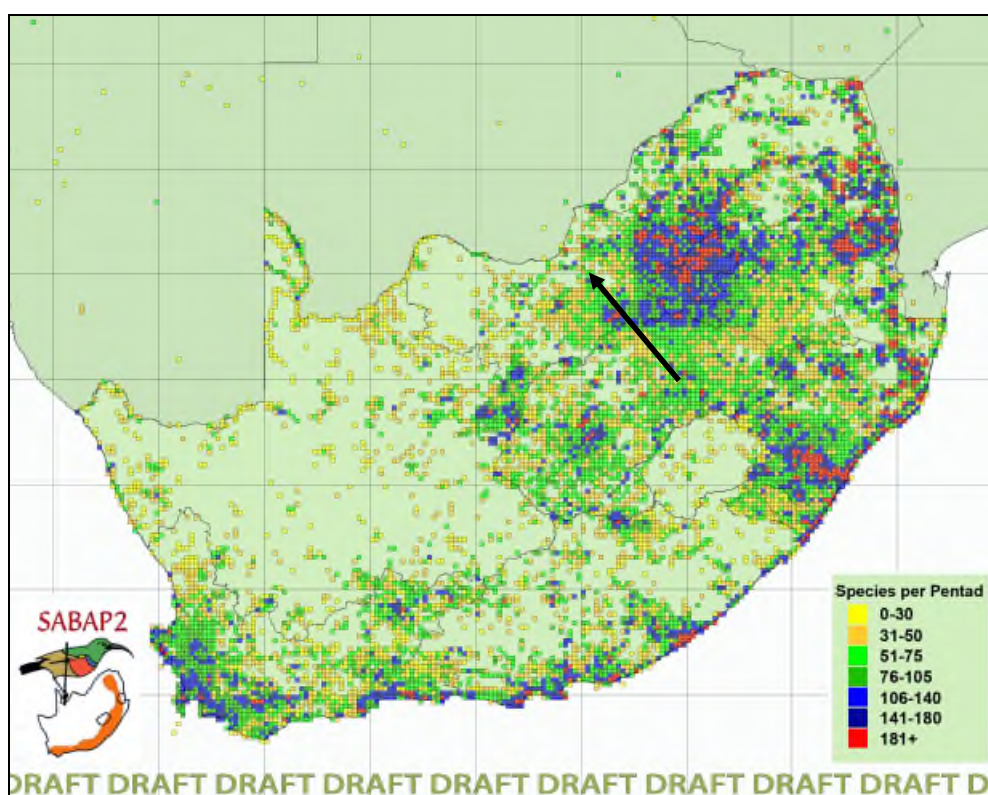 SABAP2
Species per Pentad
0-30
31-50
51-75
76-105
106-140
141-180
181+
DRAFT DRAFT DRAFT DRAFT DRAFT DRAFT DRAFT DRAFT DRAFT DRAFT D